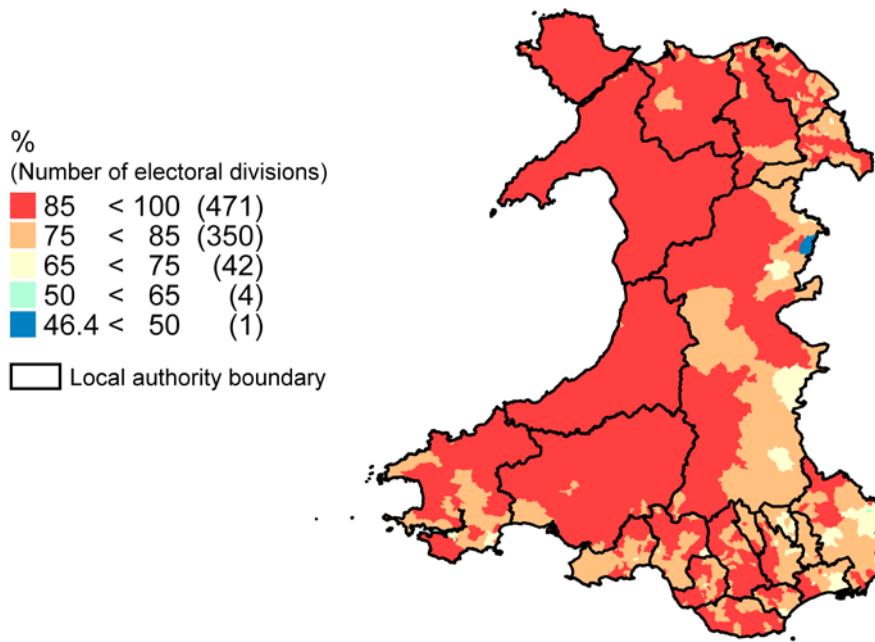 %
(Number of electoral divisions)
85 < 100 (471)
75 < 85 (350)
65 < 75 (42)
50 < 65 (4)
46.4 < 50 (1)
Local authority boundary